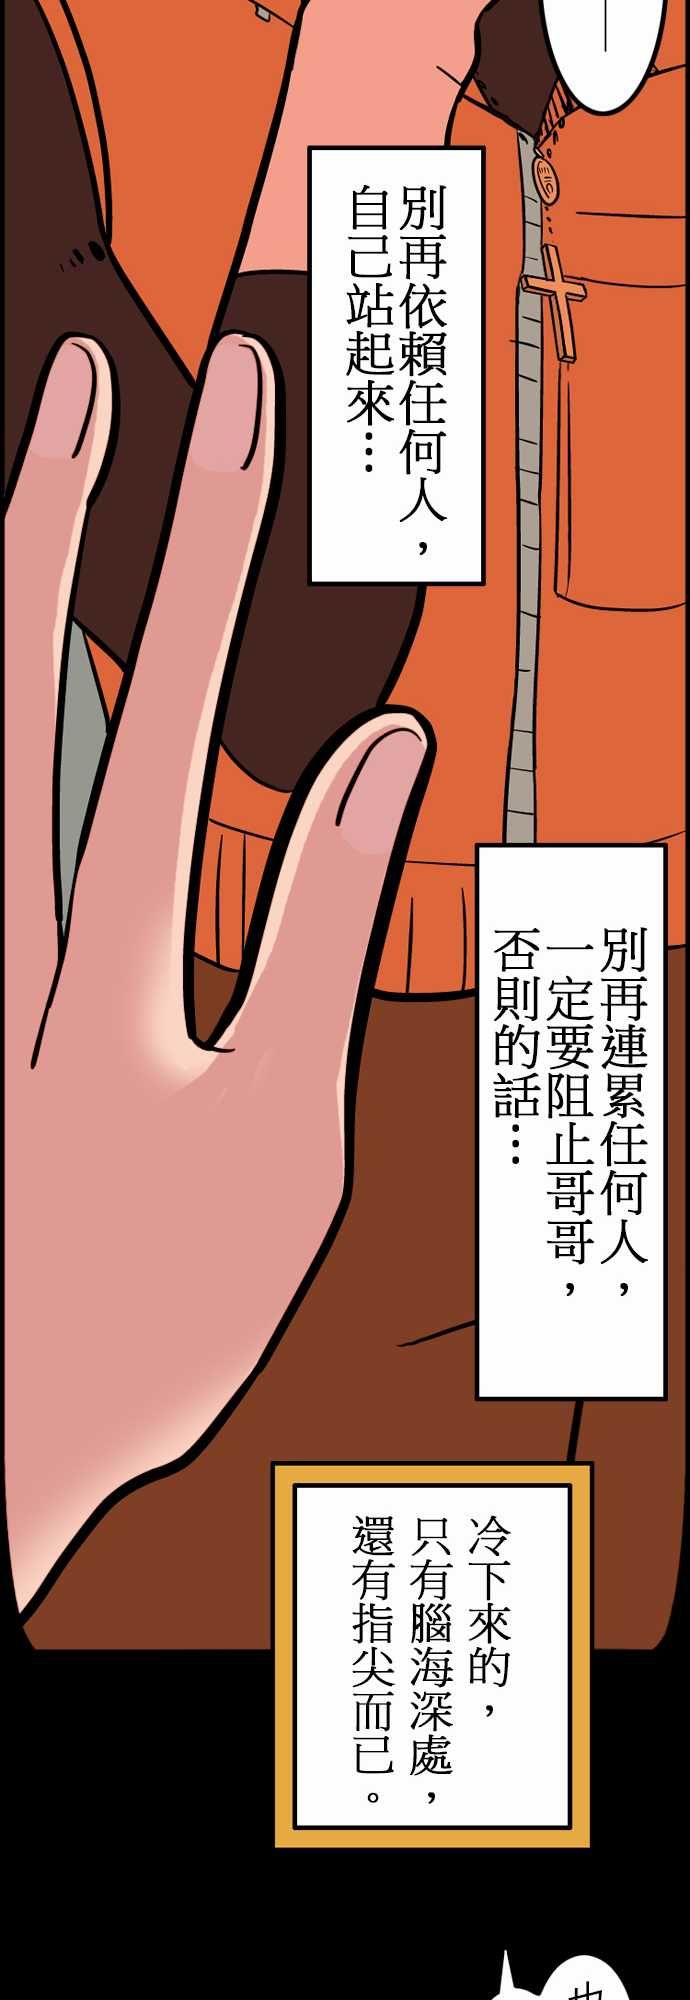 別再依賴任何人，
自己站起來…
別再連累任何人，
一定要阻止哥哥，
否則的話…
冷下來的，
只有腦海深處，
還有指尖而已。
也